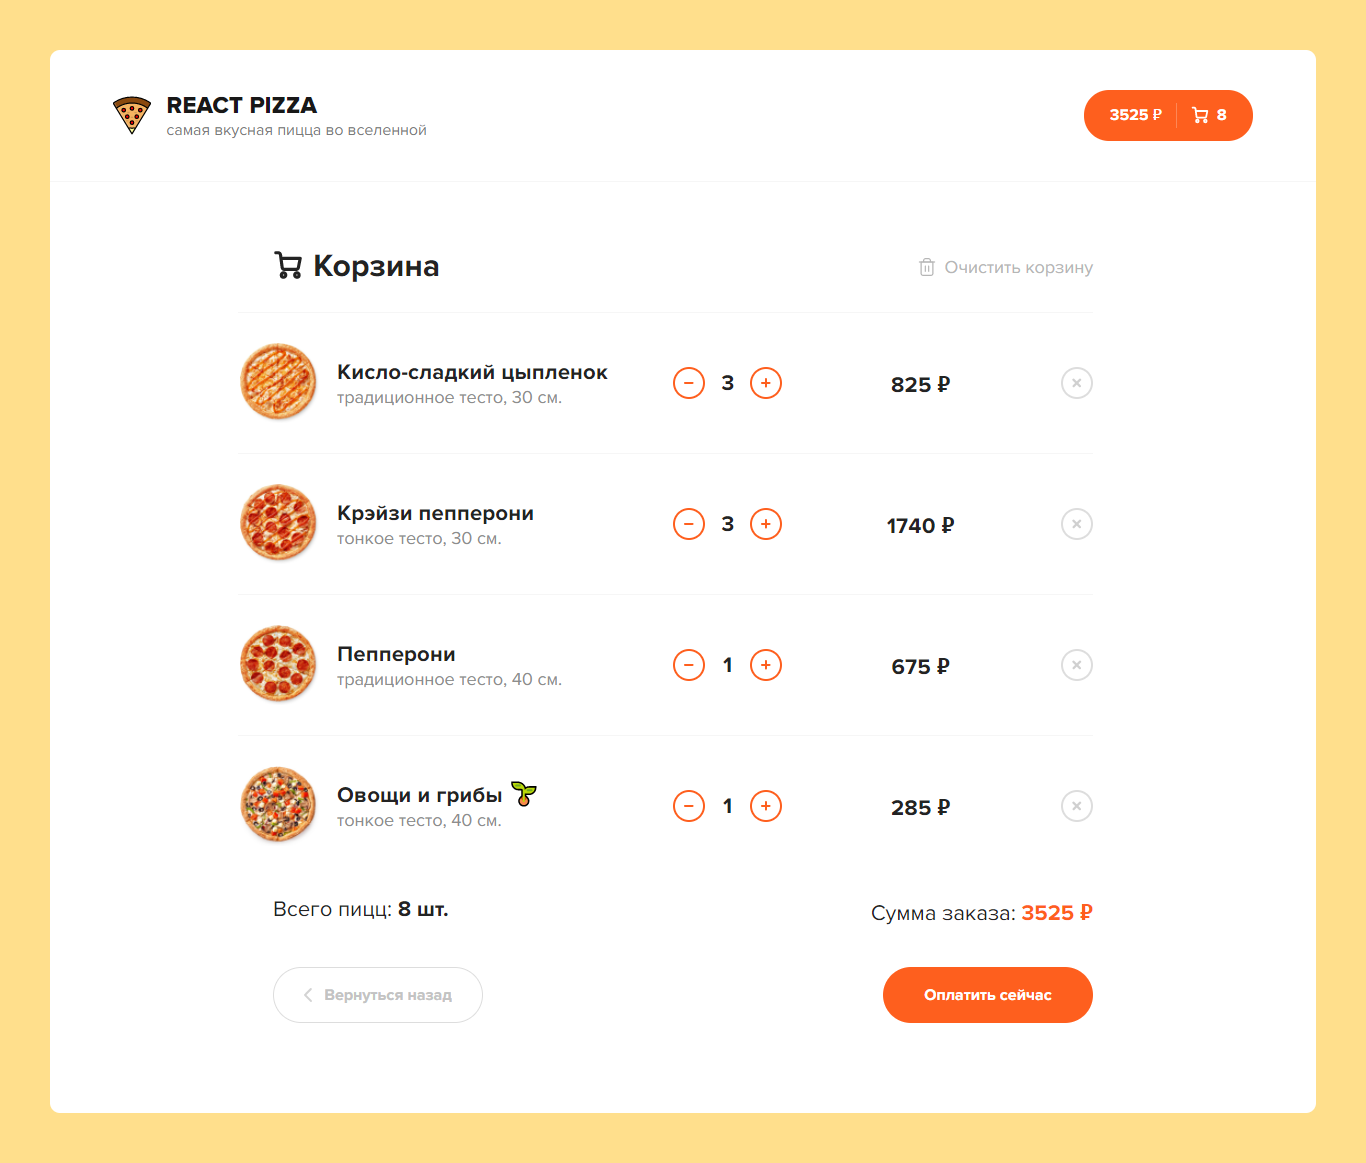 REACT PIZZA
самая вкусная пицца во вселенной
3525 ₽ 8
Корзина
Очистить корзину
Кисло-сладкий цыпленок
традиционное тесто, 30 см.
3
825 ₽
Крэйзи пепперони
тонкое тесто, 30 см.
3
1740 ₽
Пепперони
традиционное тесто, 40 см.
1
675 ₽
Овощи и грибы
тонкое тесто, 40 см.
1
285 ₽
Всего пицц: 8 шт.
Сумма заказа: 3525 ₽
Вернуться назад
Оплатить сейчас